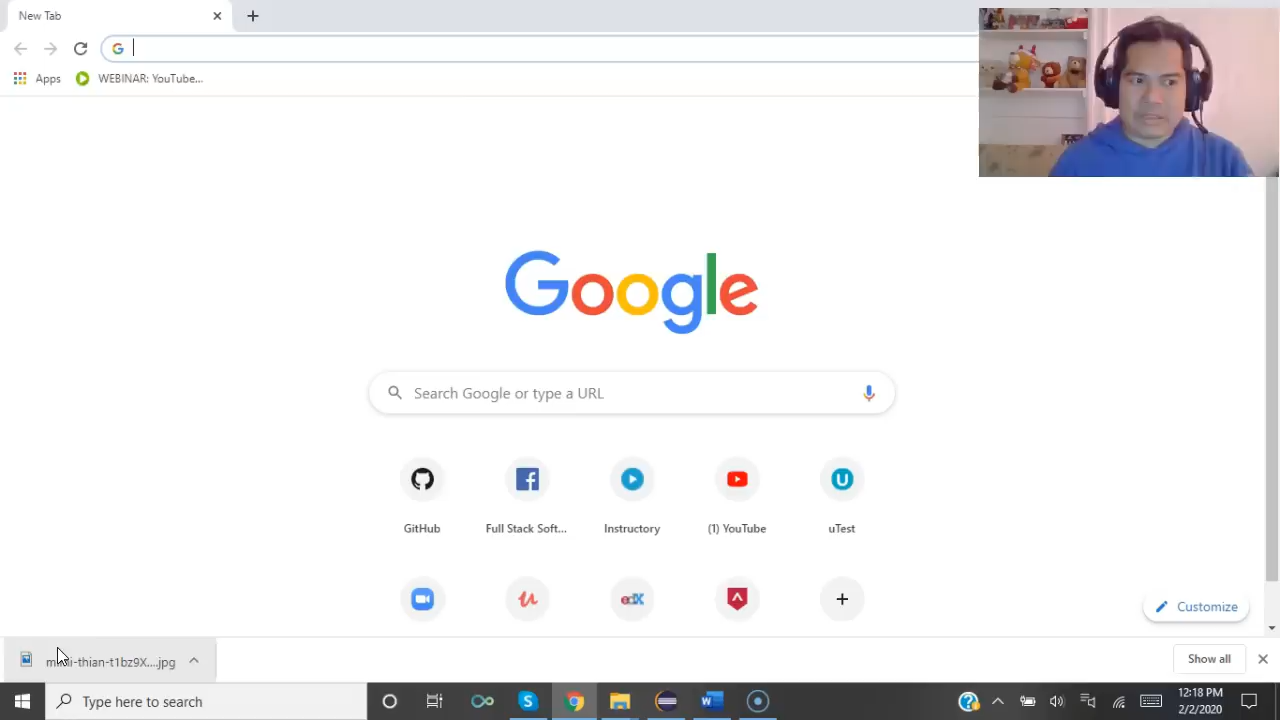 New Tab
Apps
WEBINAR: YouTube...
Google
Search Google or type a URL
GitHub
Full Stack Soft...
Instructory
(1) YouTube
uTest
edX
Customize
-thian-t1bz9X....jpg
Show all
Type here to search
12:18 PM
2/2/2020